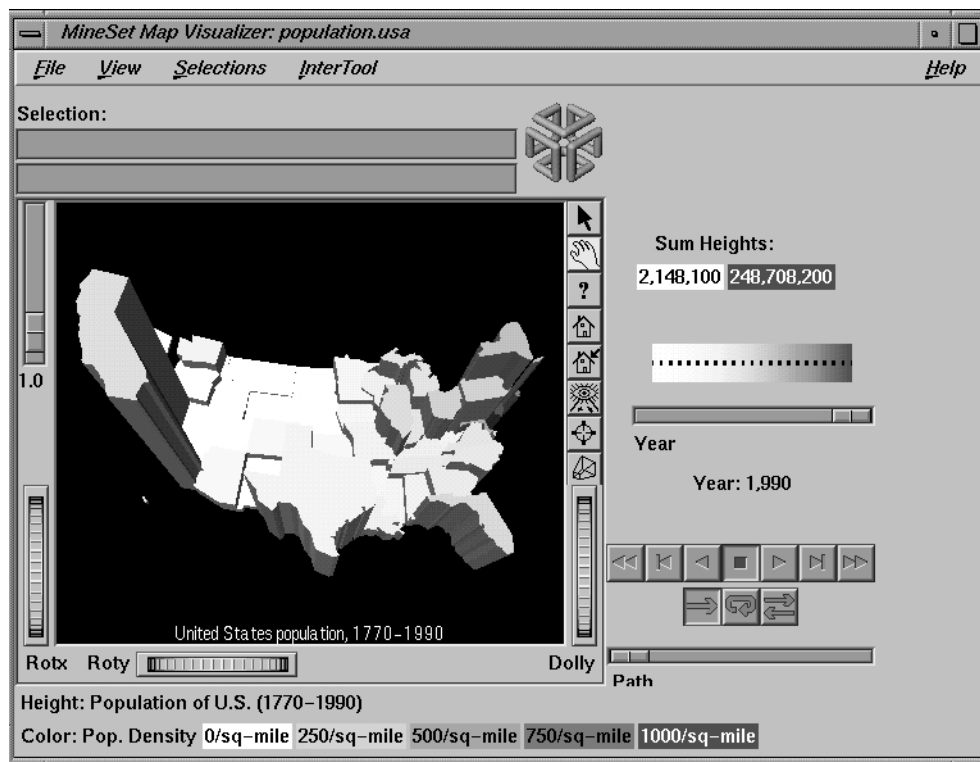 MineSet Map Visualizer: population.usa
File View Selections InterTool Help
Selection:
Sum Heights:
2,148,100 248,708,200
?
1.0
Year
Year: 1,990
United States population, 1770-1990
Rotx Roty Dolly
Path
Height: Population of U.S. (1770-1990)
Color: Pop. Density 0/sq-mile 250/sq-mile 500/sq-mile 750/sq-mile 1000/sq-mile